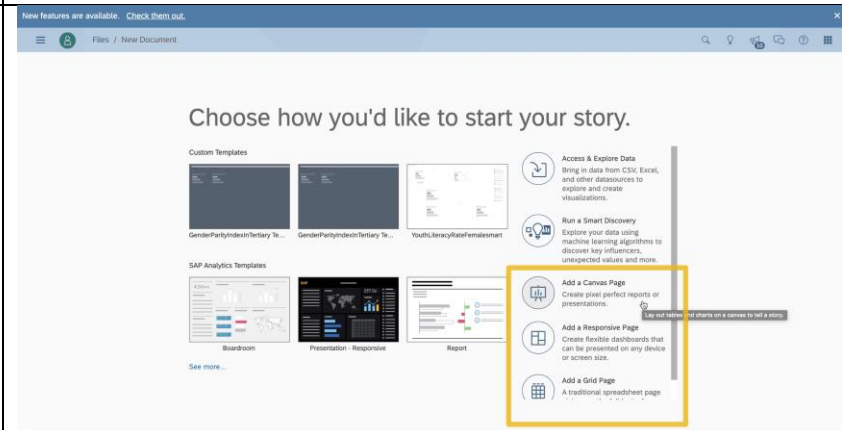 New features are available. Check them out.
Files / New Document
Choose how you'd like to start your story.
Custom Templates
GenderParityIndexInTertiary Te...
GenderParityIndexInTertiary Te...
YouthLiteracyRateFemalesmart
SAP Analytics Templates
Boardroom
Presentation - Responsive
Report
See more...
Access & Explore Data
Bring in data from CSV, Excel,
and other datasources to
explore and create
visualizations.
Run a Smart Discovery
Explore your data using
machine learning algorithms to
discover key influencers,
unexpected values and more.
Add a Canvas Page
Create pixel perfect reports or
presentations.
Lay out tables and charts on a canvas to tell a story.
Add a Responsive Page
Create flexible dashboards that
can be presented on any device
or screen size.
Add a Grid Page
A traditional spreadsheet page